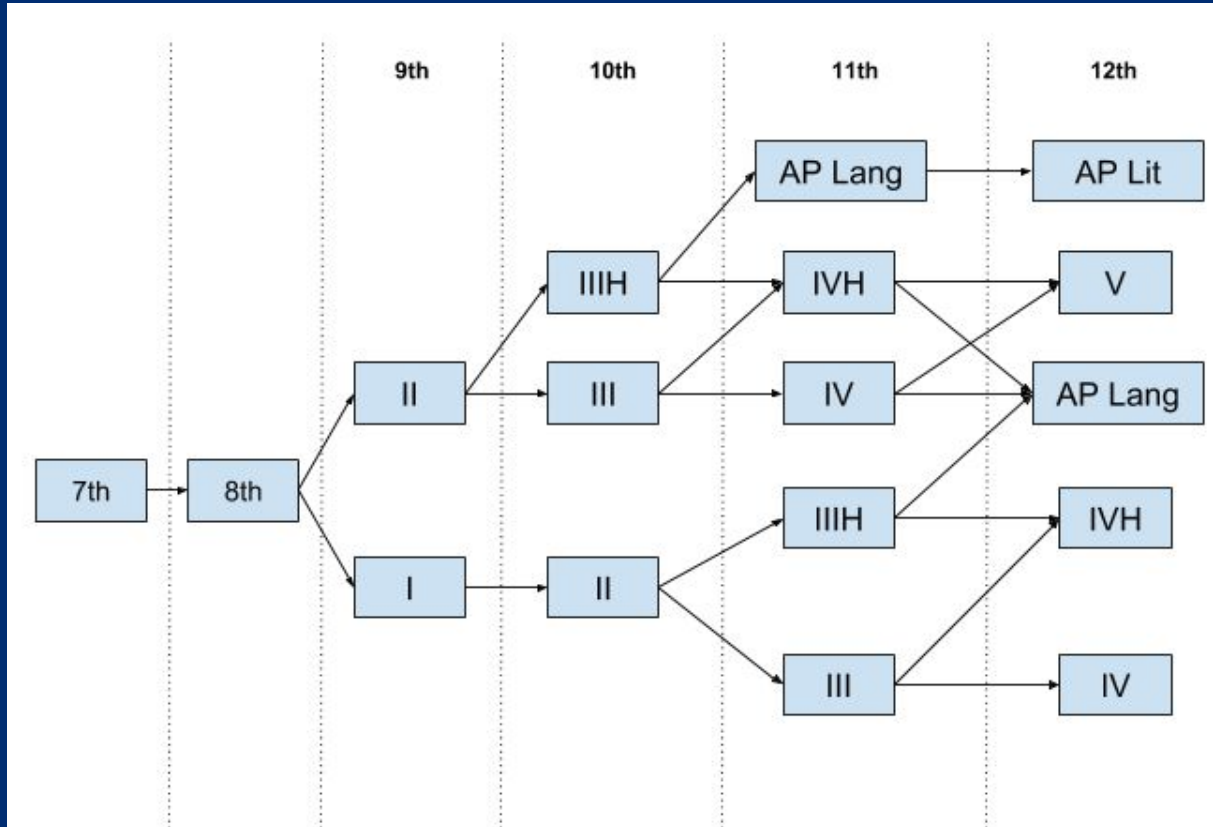 9th 10th 11th 12th
AP Lang AP Lit
IIIH IVH V
II III IV AP Lang
7th 8th
IIIH IVH
I II
III IV